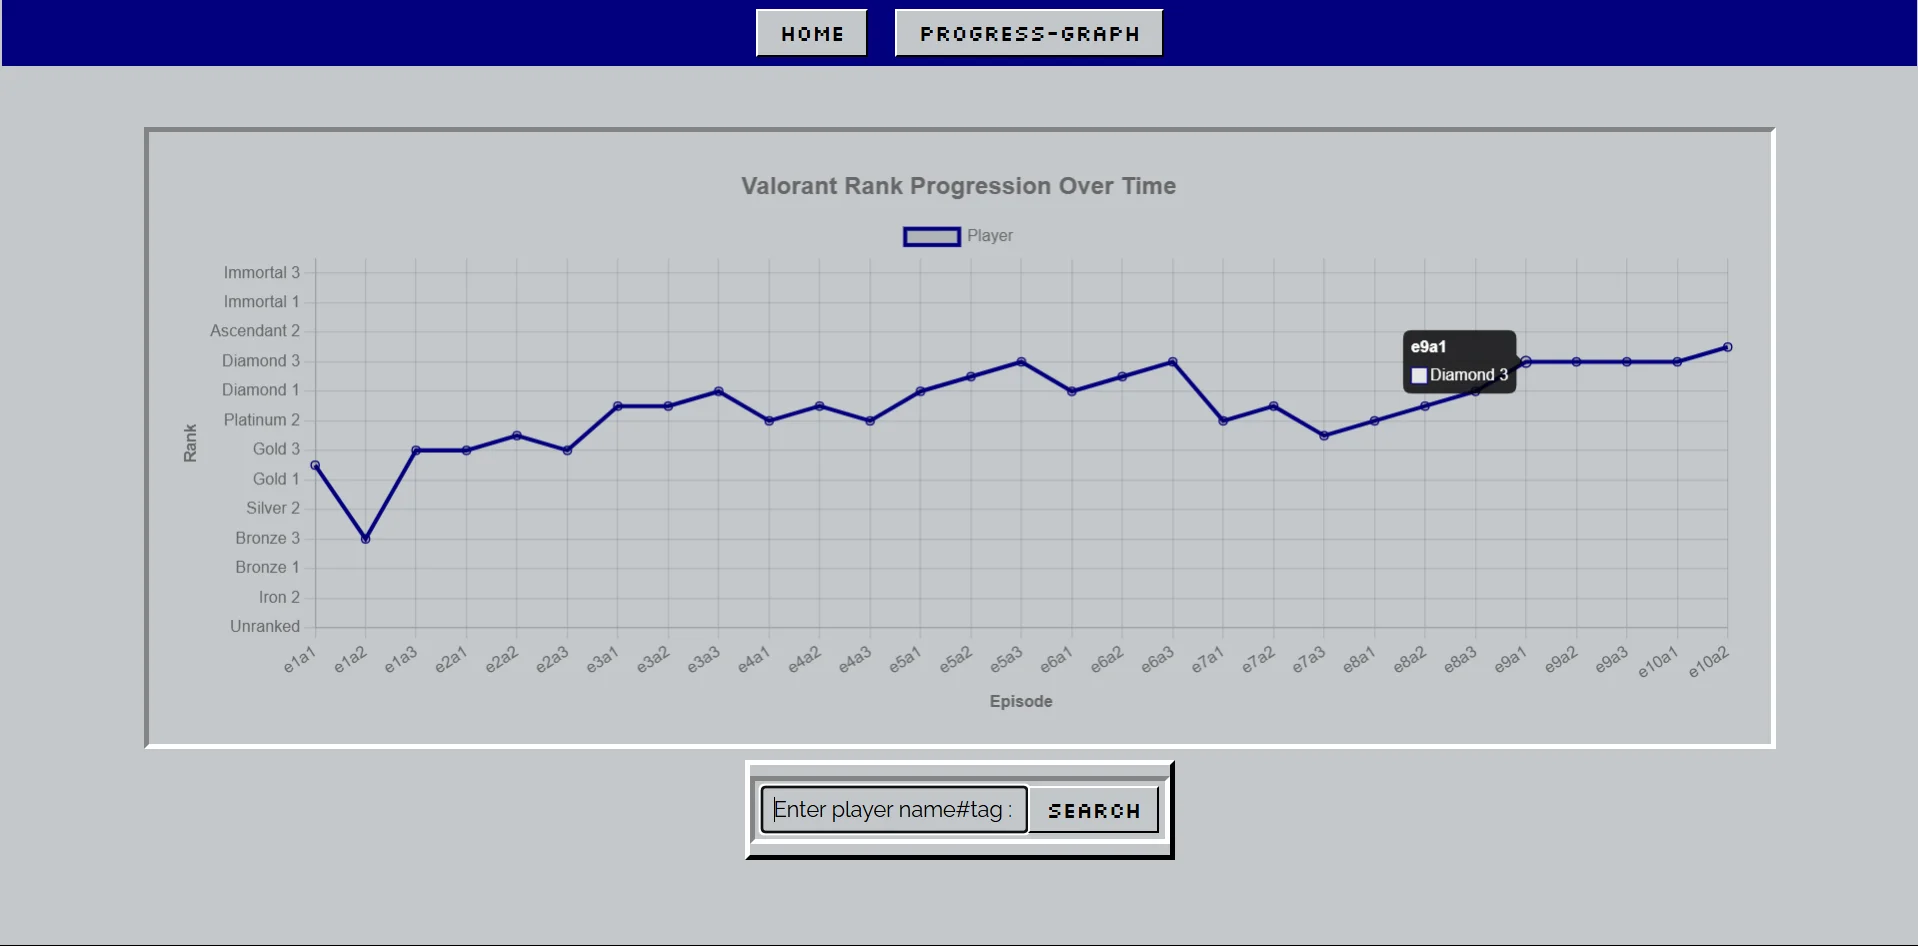 HOME
PROGRESS-GRAPH
Valorant Rank Progression Over Time
Player
Immortal 3
Immortal 1
Ascendant 2
Diamond 3
Diamond 1
Platinum 2
Gold 3
Gold 1
Silver 2
Bronze 3
Bronze 1
Iron 2
Unranked
Rank
e9a1
Diamond 3
e1a1 e1a2 e1a3 e2a1 e2a2 e2a3 e3a1 e3a2 e3a3 e4a1 e4a2 e4a3 e5a1 e5a2 e5a3 e6a1 e6a2 e6a3 e7a1 e7a2 e7a3 e8a1 e8a2 e8a3 e9a1 e9a2 e9a3 e10a1 e10a2
Episode
Enter player name#tag :
SEARCH